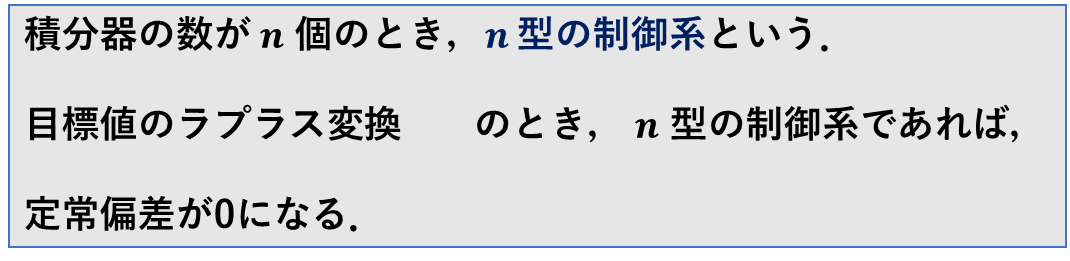 積分器の数が n 個のとき，n 型の制御系という．
目標値のラプラス変換 のとき， n 型の制御系であれば，
定常偏差が0になる．